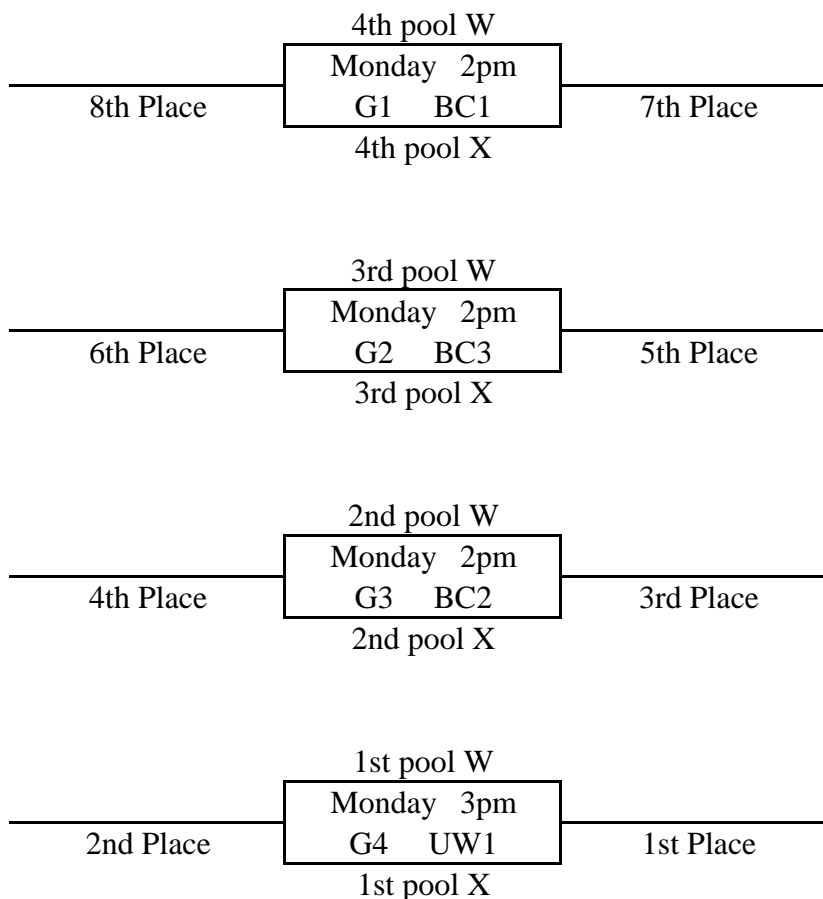 4th pool W
Monday 2pm
8th Place G1 BC1 7th Place
4th pool X
3rd pool W
Monday 2pm
6th Place G2 BC3 5th Place
3rd pool X
2nd pool W
Monday 2pm
4th Place G3 BC2 3rd Place
2nd pool X
1st pool W
Monday 3pm
2nd Place G4 UW1 1st Place
1st pool X